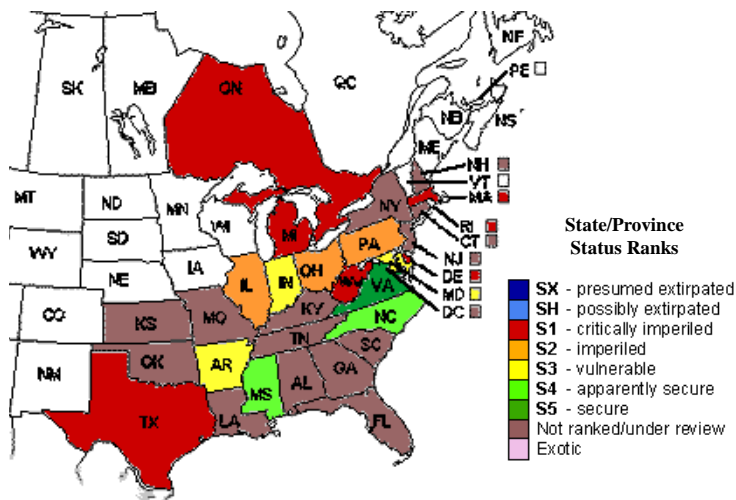 NF
PE
SK
MB
ON
QC
NB
NS
ME
NH
VT
MA
MT
ND
MN
WI
MI
NY
RI
CT
SD
WY
IA
PA
NJ
DE
NE
IL
IN
OH
WV
MD
VA
DC
CO
KS
MO
KY
NC
TN
OK
AR
SC
NM
MS
AL
GA
TX
LA
FL
State/Province
Status Ranks
SX - presumed extirpated
SH - possibly extirpated
S1 - critically imperiled
S2 - imperiled
S3 - vulnerable
S4 - apparently secure
S5 - secure
Not ranked/under review
Exotic